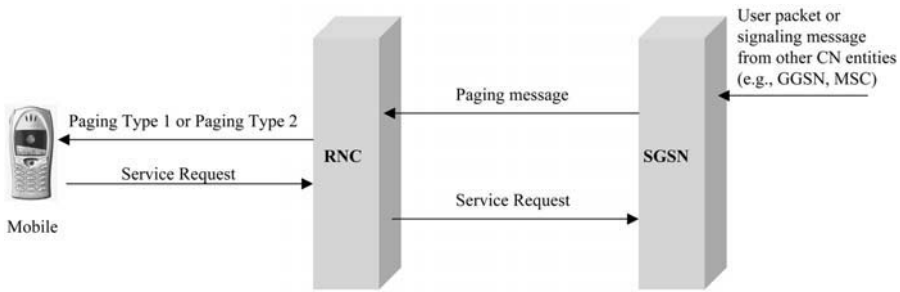 User packet or
signaling message
from other CN entities
(e.g., GGSN, MSC)
Paging message
Paging Type 1 or Paging Type 2
RNC
SGSN
Service Request
Service Request
Mobile